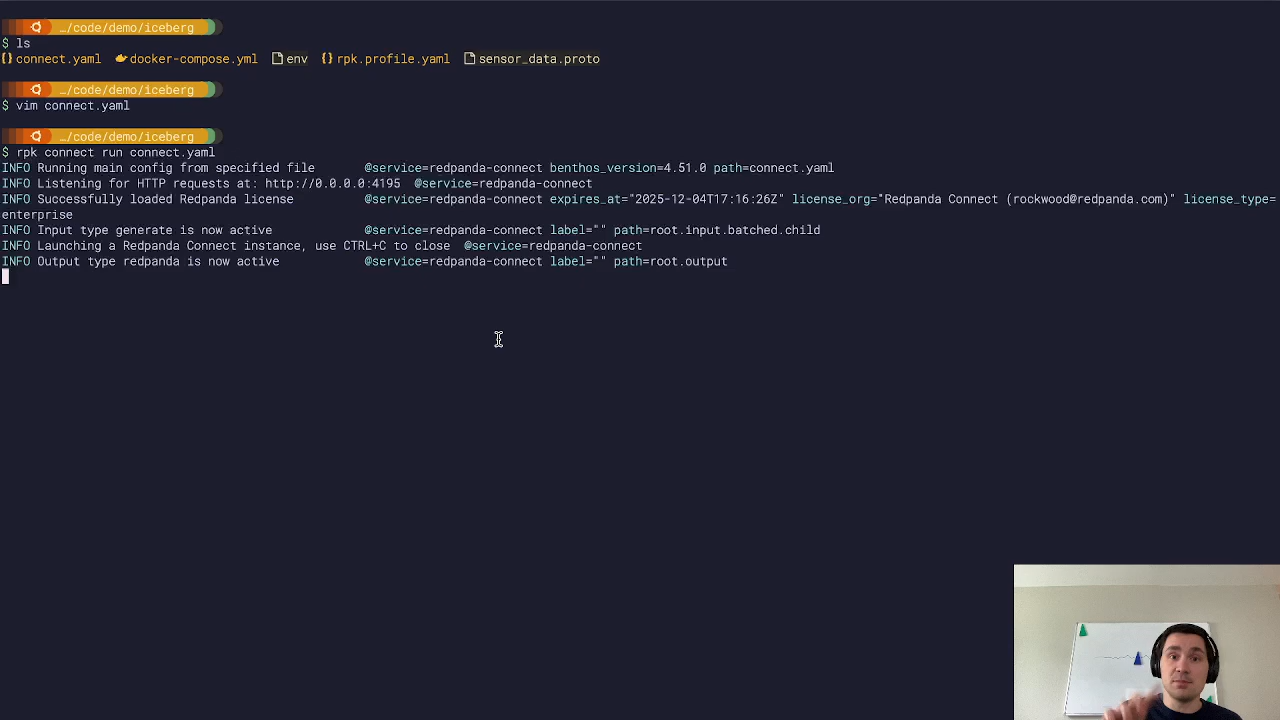 …/code/demo/iceberg
$ ls
connect.yaml docker-compose.yml env rpk.profile.yaml sensor_data.proto
…/code/demo/iceberg
$ vim connect.yaml
…/code/demo/iceberg
$ rpk connect run connect.yaml
INFO Running main config from specified file @service=redpanda-connect benthos_version=4.51.0 path=connect.yaml
INFO Listening for HTTP requests at: http://0.0.0.0:4195 @service=redpanda-connect
INFO Successfully loaded Redpanda license @service=redpanda-connect expires_at="2025-12-04T17:16:26Z" license_org="Redpanda Connect (rockwood@redpanda.com)" license_type=
enterprise
INFO Input type generate is now active @service=redpanda-connect label="" path=root.input.batched.child
INFO Launching a Redpanda Connect instance, use CTRL+C to close @service=redpanda-connect
INFO Output type redpanda is now active @service=redpanda-connect label="" path=root.output